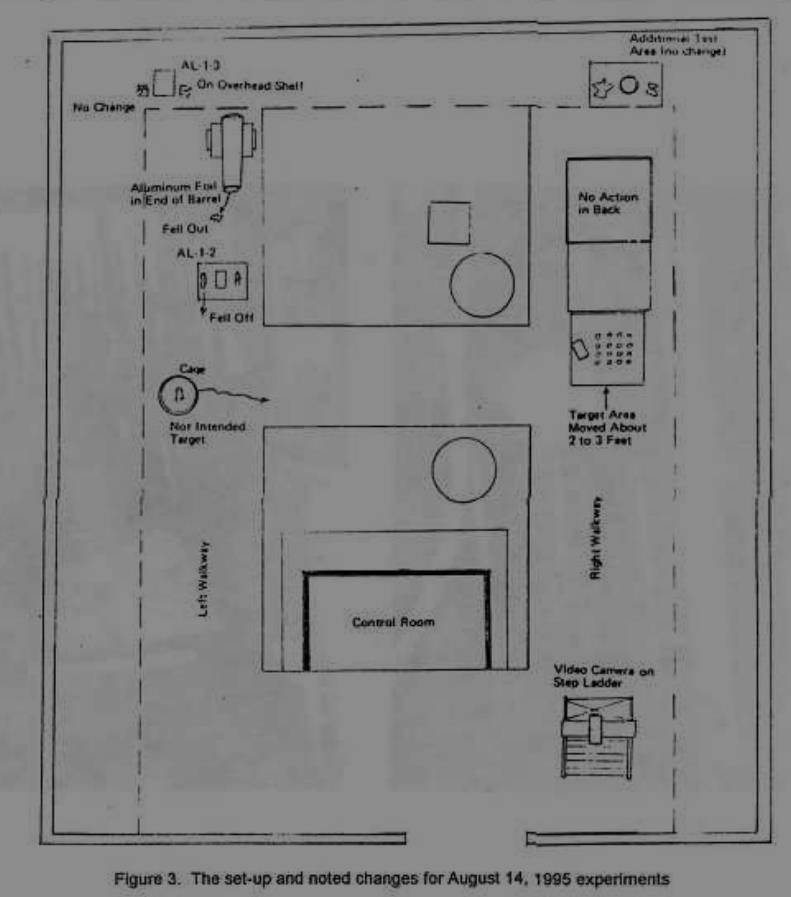 Additional Test
Area (no change)
AL-1-3
On Overhead Shelf
No Change
Aluminum Foil
in End of Barrel
Fell Out
No Action
in Back
AL-1-2
Fell Off
Cage
Not Intended
Target
Target Area
Moved About
2 to 3 Feet
Left Walkway
Right Walkway
Control Room
Video Camera on
Step Ladder
Figure 3. The set-up and noted changes for August 14, 1995 experiments